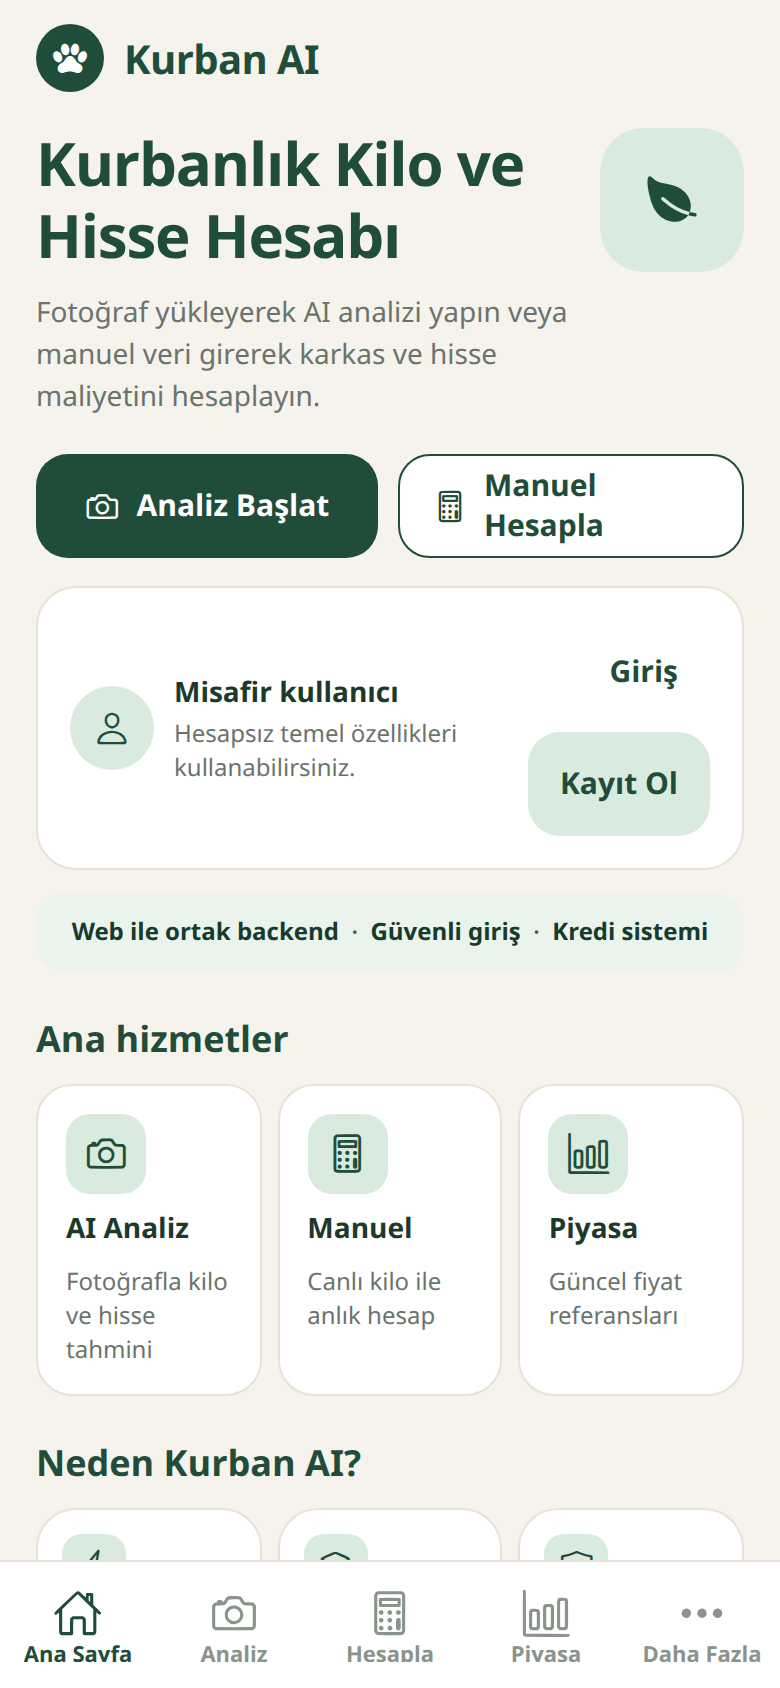 Kurban AI
Kurbanlık Kilo ve
Hisse Hesabı
Fotoğraf yükleyerek AI analizi yapın veya
manuel veri girerek karkas ve hisse
maliyetini hesaplayın.
Analiz Başlat
Manuel
Hesapla
Misafir kullanıcı
Hesapsız temel özellikleri
kullanabilirsiniz.
Giriş
Kayıt Ol
Web ile ortak backend · Güvenli giriş · Kredi sistemi
Ana hizmetler
AI Analiz
Fotoğrafla kilo
ve hisse
tahmini
Manuel
Canlı kilo ile
anlık hesap
Piyasa
Güncel fiyat
referansları
Neden Kurban AI?
Ana Sayfa
Analiz
Hesapla
Piyasa
Daha Fazla